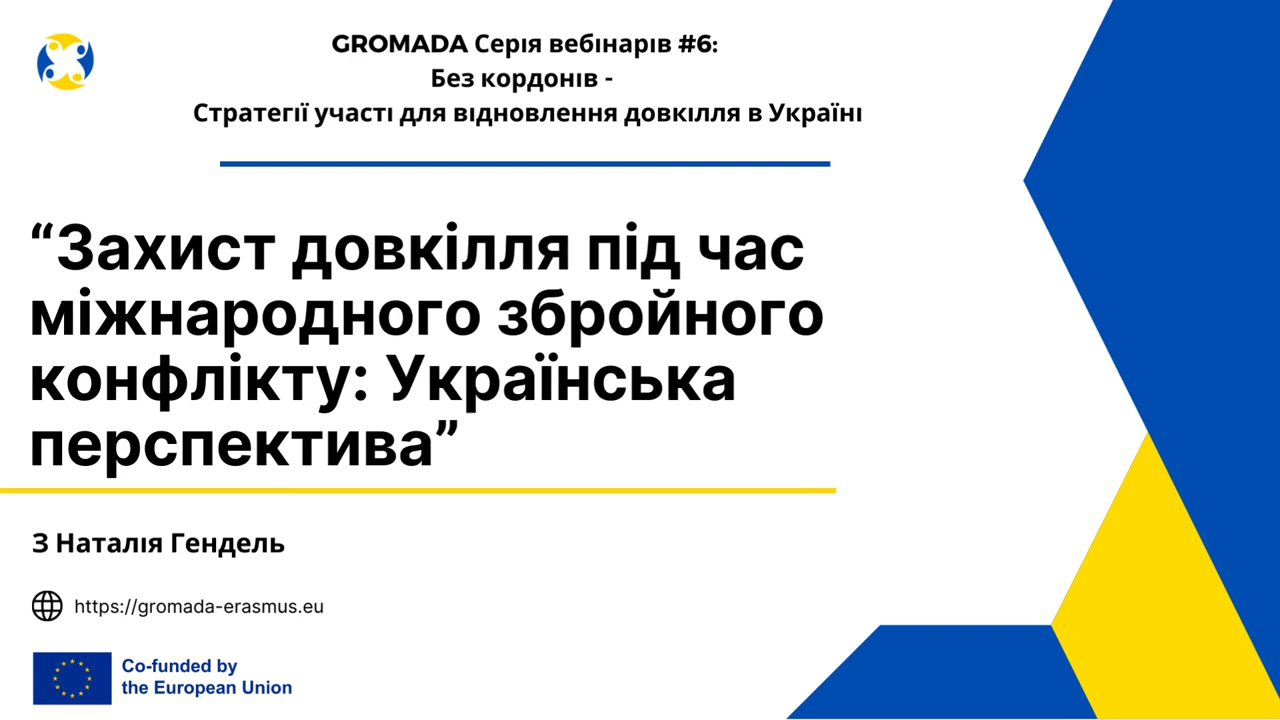 GROMADA Серія вебінарів #6:
Без кордонів -
Стратегії участі для відновлення довкілля в Україні
“Захист довкілля під час
міжнародного збройного
конфлікту: Українська
перспектива”
З Наталія Гендель
https://gromada-erasmus.eu
Co-funded by
the European Union